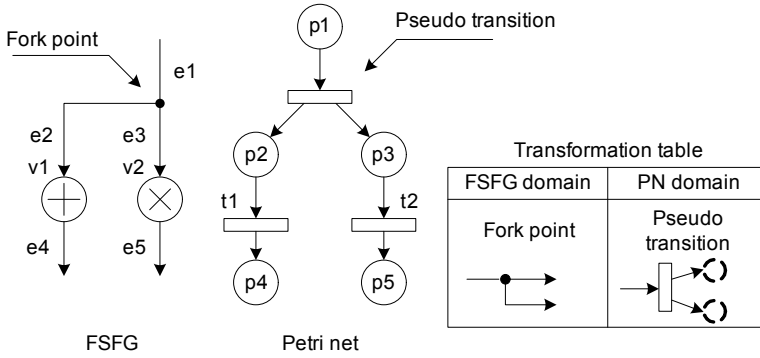 Fork point
e1
e2
e3
v1
v2
e4
e5
FSFG
Pseudo transition
p1
p2
p3
t1
t2
p4
p5
Petri net
Transformation table
FSFG domain
PN domain
Fork point
Pseudo
transition